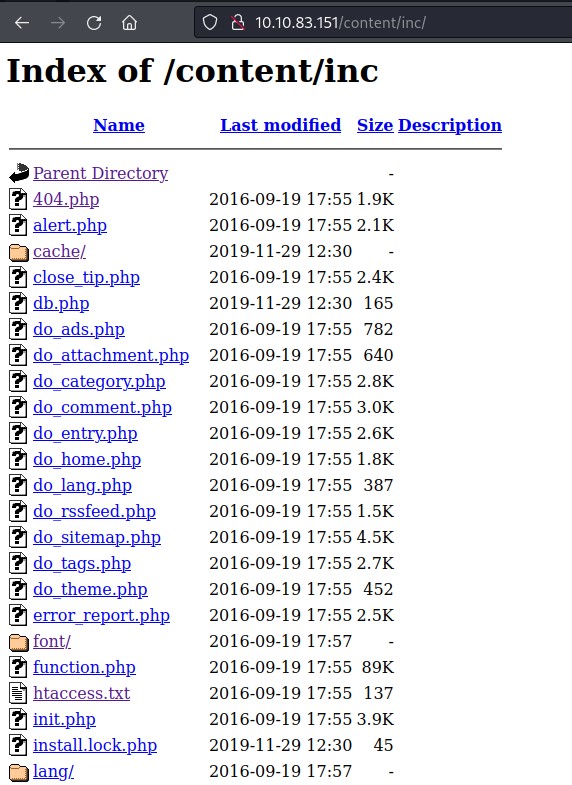 10.10.83.151/content/inc/
Index of /content/inc
Name Last modified Size Description
Parent Directory -
404.php 2016-09-19 17:55 1.9K
alert.php 2016-09-19 17:55 2.1K
cache/ 2019-11-29 12:30 -
close_tip.php 2016-09-19 17:55 2.4K
db.php 2019-11-29 12:30 165
do_ads.php 2016-09-19 17:55 782
do_attachment.php 2016-09-19 17:55 640
do_category.php 2016-09-19 17:55 2.8K
do_comment.php 2016-09-19 17:55 3.0K
do_entry.php 2016-09-19 17:55 2.6K
do_home.php 2016-09-19 17:55 1.8K
do_lang.php 2016-09-19 17:55 387
do_rssfeed.php 2016-09-19 17:55 1.5K
do_sitemap.php 2016-09-19 17:55 4.5K
do_tags.php 2016-09-19 17:55 2.7K
do_theme.php 2016-09-19 17:55 452
error_report.php 2016-09-19 17:55 2.5K
font/ 2016-09-19 17:57 -
function.php 2016-09-19 17:55 89K
htaccess.txt 2016-09-19 17:55 137
init.php 2016-09-19 17:55 3.9K
install.lock.php 2019-11-29 12:30 45
lang/ 2016-09-19 17:57 -